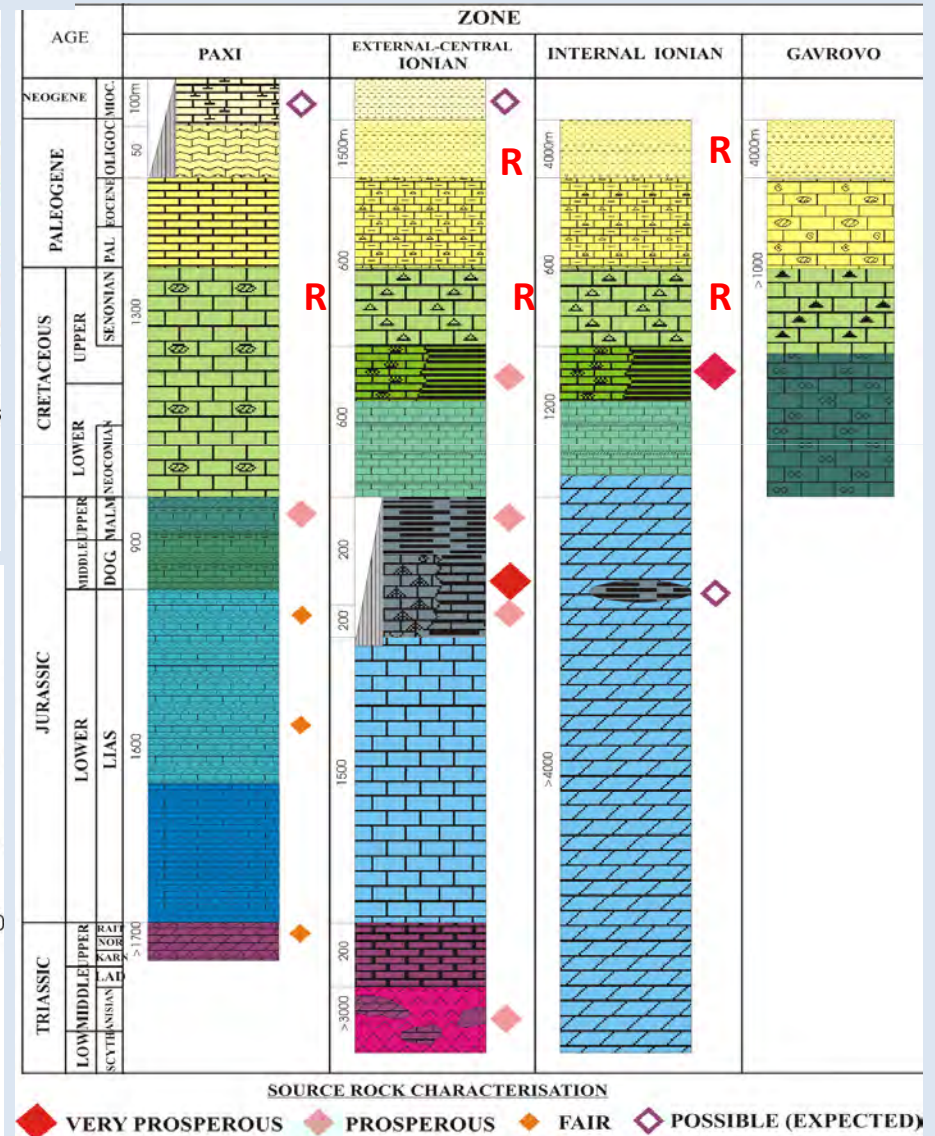 ZONE
AGE
PAXI
EXTERNAL-CENTRAL
IONIAN
INTERNAL IONIAN
GAVROVO
NEOGENE
MIOC.
100m
PALEOGENE
OLIGOC
50
1500m
R
4000m
R
4000m
EOCENE
PAL
600
600
>1000
CRETACEOUS
UPPER
SENONIAN
1300
R
R
R
LOWER
NEOCOMIAN
600
1200
s
JURASSIC
UPPER
MALM
MIDDLE
DOG.
900
200
200
LOWER
LIAS
1600
1500
>4000
0
TRIASSIC
UPPER
RAIT
NOR
KARN
>1700
200
MIDDLE
LAD
ANISIAN
>3000
LOW
SCYTH
SOURCE ROCK CHARACTERISATION
VERY PROSPEROUS PROSPEROUS FAIR POSSIBLE (EXPECTED)